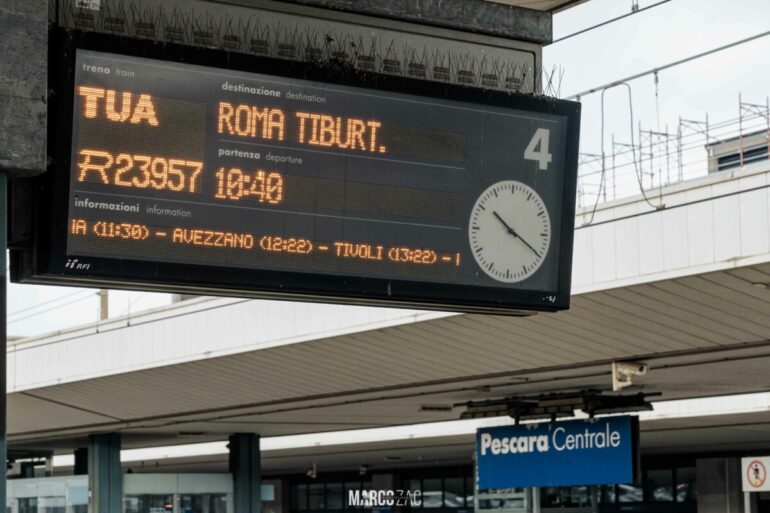 treno train
TUA
R23957
destinazione destination
ROMA TIBURT.
partenza departure
10:40
4
informazioni information
IA (11:30) - AVEZZANO (12:22) - TIVOLI (13:22) -
RFI
Pescara Centrale
MARCOZAC